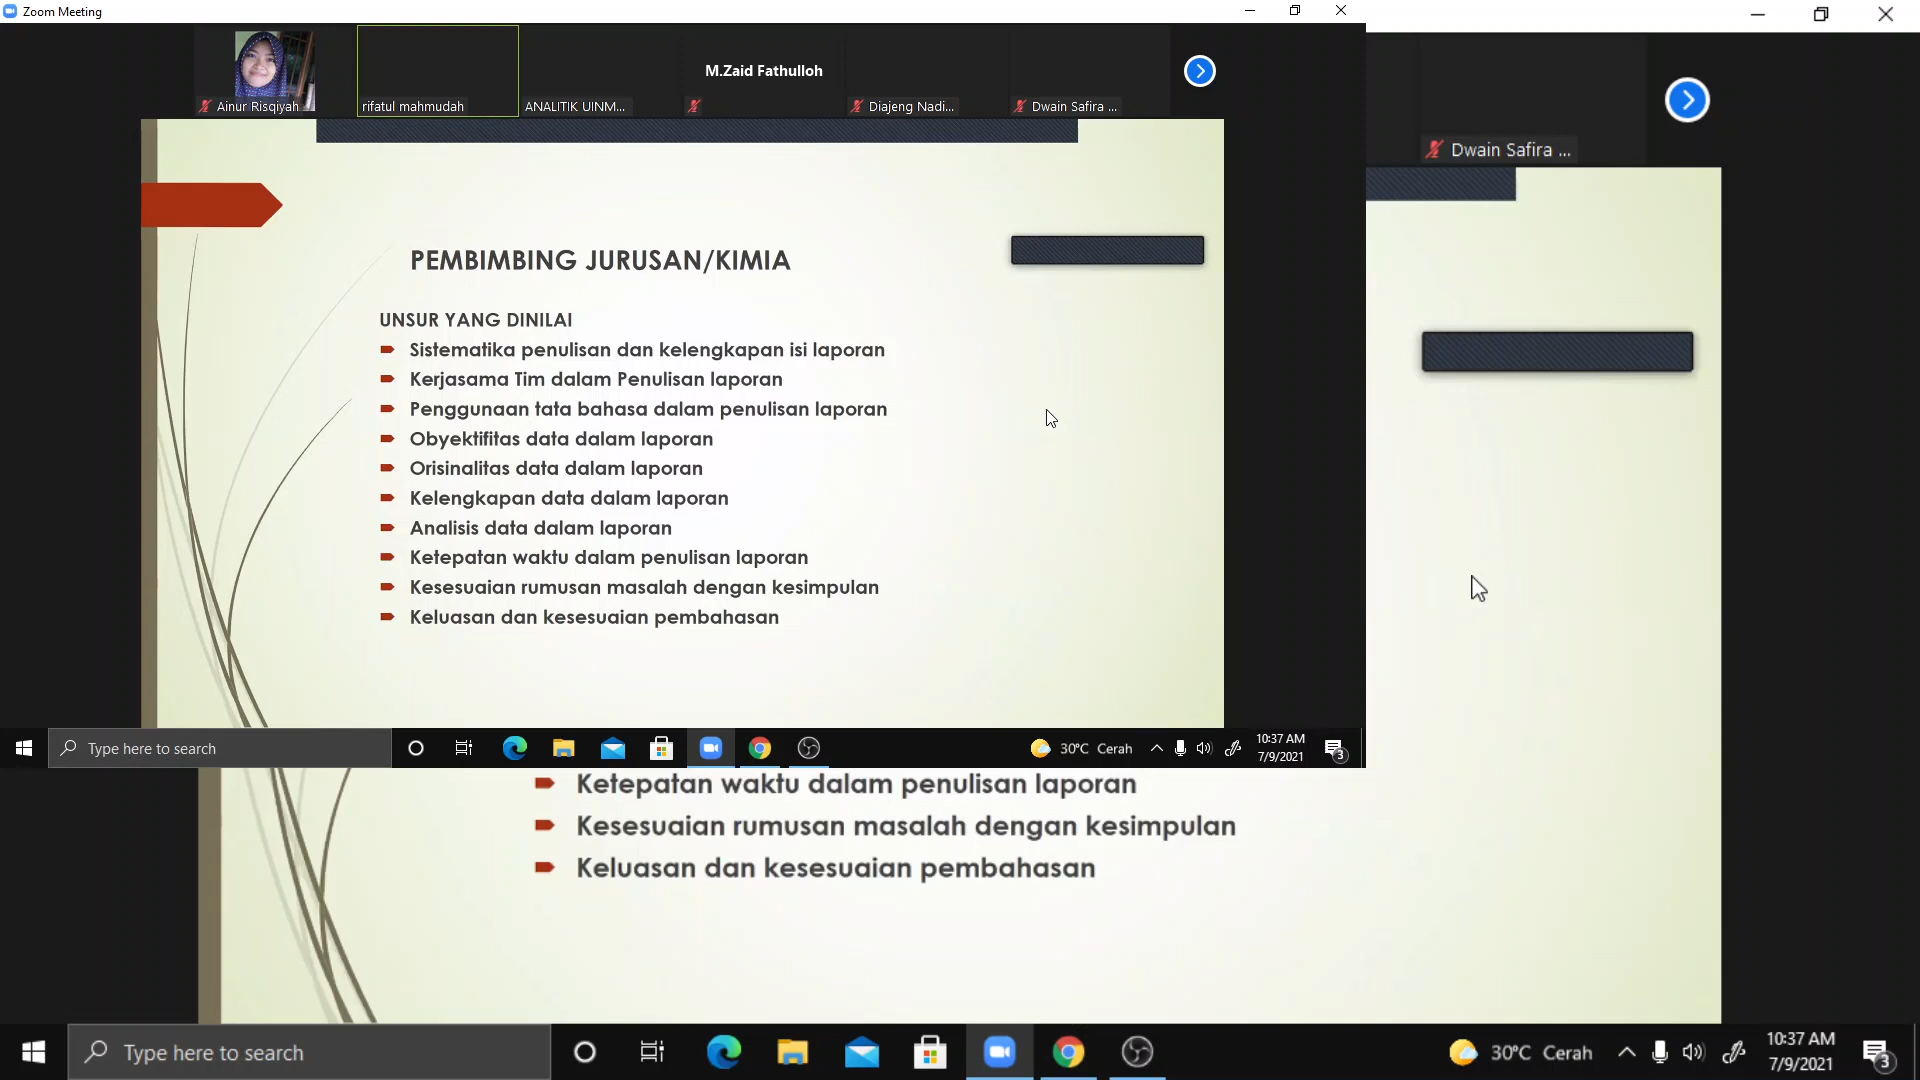 Zoom Meeting
M.Zaid Fathulloh
Ainur Risqiyah
rifatul mahmudah
ANALITIK UINM...
Diajeng Nadi...
Dwain Safira ...
Dwain Safira ...
PEMBIMBING JURUSAN/KIMIA
UNSUR YANG DINILAI
Sistematika penulisan dan kelengkapan isi laporan
Kerjasama Tim dalam Penulisan laporan
Penggunaan tata bahasa dalam penulisan laporan
Obyektifitas data dalam laporan
Orisinalitas data dalam laporan
Kelengkapan data dalam laporan
Analisis data dalam laporan
Ketepatan waktu dalam penulisan laporan
Kesesuaian rumusan masalah dengan kesimpulan
Keluasan dan kesesuaian pembahasan
Type here to search
30°C Cerah
10:37 AM
7/9/2021
3
Ketepatan waktu dalam penulisan laporan
Kesesuaian rumusan masalah dengan kesimpulan
Keluasan dan kesesuaian pembahasan
Type here to search
30°C Cerah
10:37 AM
7/9/2021
3